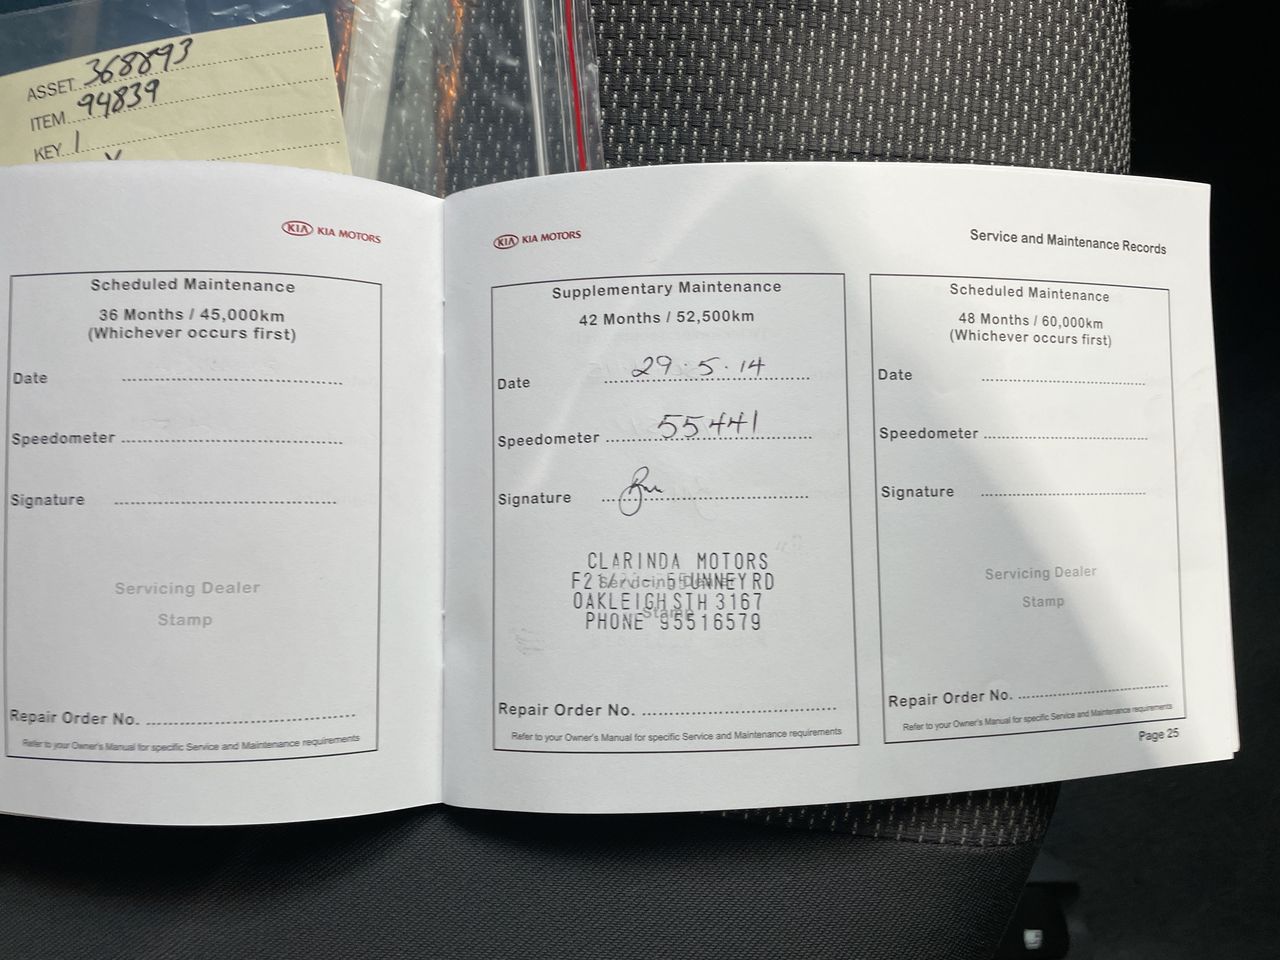 ASSET 368893
ITEM 94839
KEY 1
KIA KIA MOTORS
Scheduled Maintenance
36 Months / 45,000km
(Whichever occurs first)
Date
Speedometer
Signature
Servicing Dealer
Stamp
Repair Order No.
Refer to your Owner's Manual for specific Service and Maintenance requirements
KIA KIA MOTORS
Service and Maintenance Records
Supplementary Maintenance
42 Months / 52,500km
Date 29.5.14
Speedometer 55441
Signature
Servicing Dealer
Stamp
CLARINDA MOTORS
OAKLEIGH STH 3167
PHONE 95516579
Repair Order No.
Refer to your Owner's Manual for specific Service and Maintenance requirements
Scheduled Maintenance
48 Months / 60,000km
(Whichever occurs first)
Date
Speedometer
Signature
Servicing Dealer
Stamp
Repair Order No.
Refer to your Owner's Manual for specific Service and Maintenance requirements
Page 25